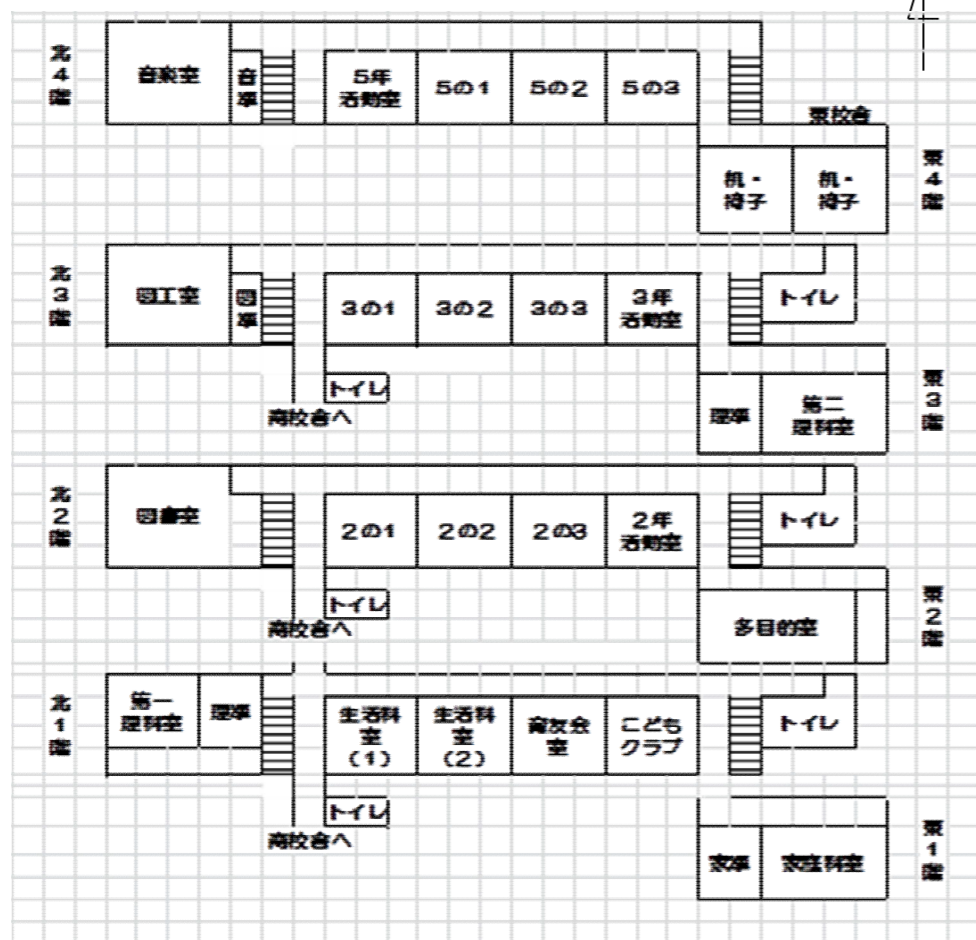 北4階
音楽室
音準
5年
活動室
5の1
5の2
5の3
東校舎
東4階
机・
椅子
机・
椅子
北3階
図工室
図準
3の1
3の2
3の3
3年
活動室
トイレ
トイレ
南校舎へ
東3階
理準
第二
理科室
北2階
図書室
2の1
2の2
2の3
2年
活動室
トイレ
トイレ
南校舎へ
東2階
多目的室
北1階
第一
理科室
理準
生活科
室
(1)
生活科
室
(2)
育友会
室
こども
クラブ
トイレ
トイレ
南校舎へ
東1階
家準
家庭科室